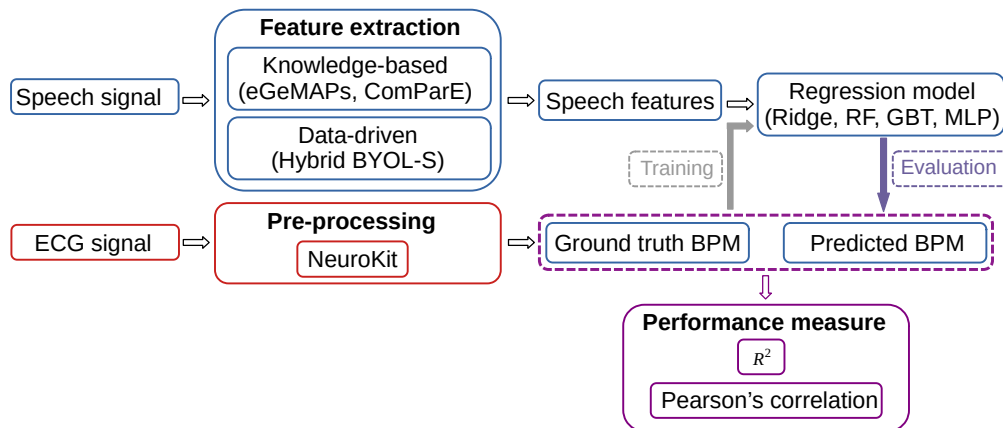 Feature extraction
Knowledge-based
(eGeMAPs, ComParE)
Data-driven
(Hybrid BYOL-S)
Speech signal
Speech features
Regression model
(Ridge, RF, GBT, MLP)
Training
Evaluation
ECG signal
Pre-processing
NeuroKit
Ground truth BPM
Predicted BPM
Performance measure
R²
Pearson’s correlation